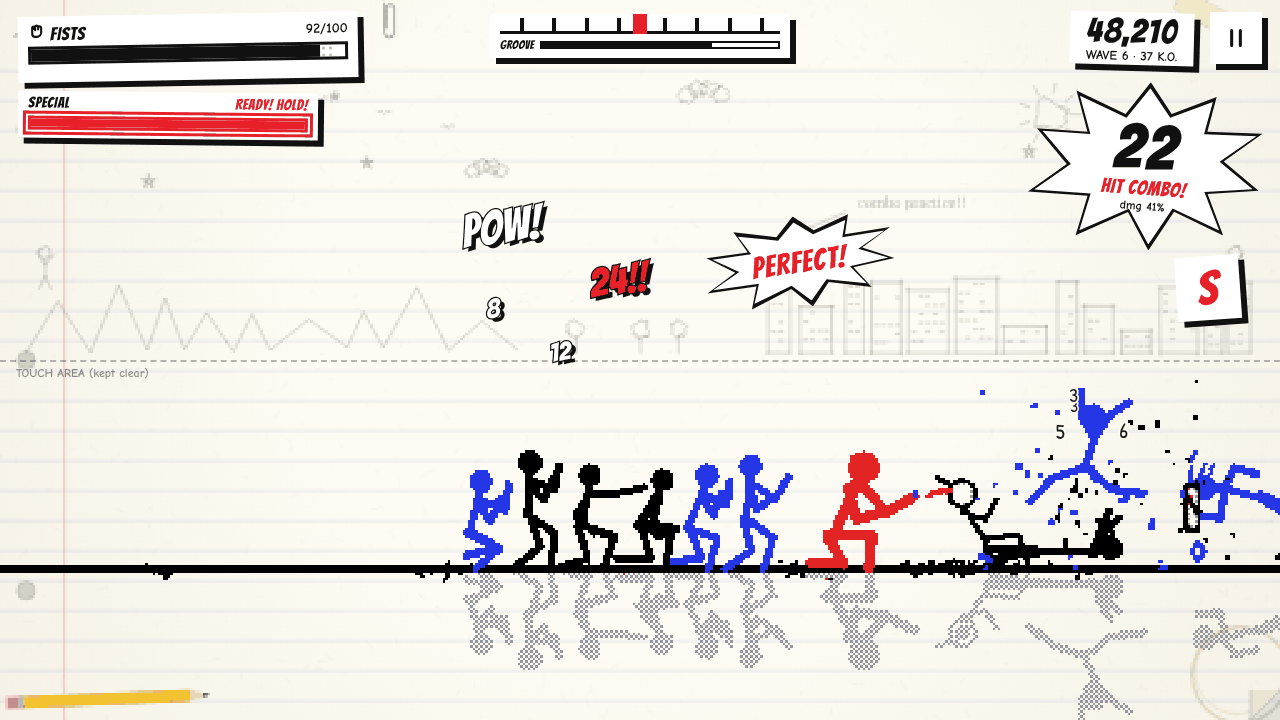 FISTS
92/100
SPECIAL
READY! HOLD!
GROOVE
48,210
WAVE 6 · 37 K.O.
22
HIT COMBO!
dmg 41%
S
combo practice!!
POW!
24!!
PERFECT!
8
12
TOUCH AREA (kept clear)
3
3
5
6